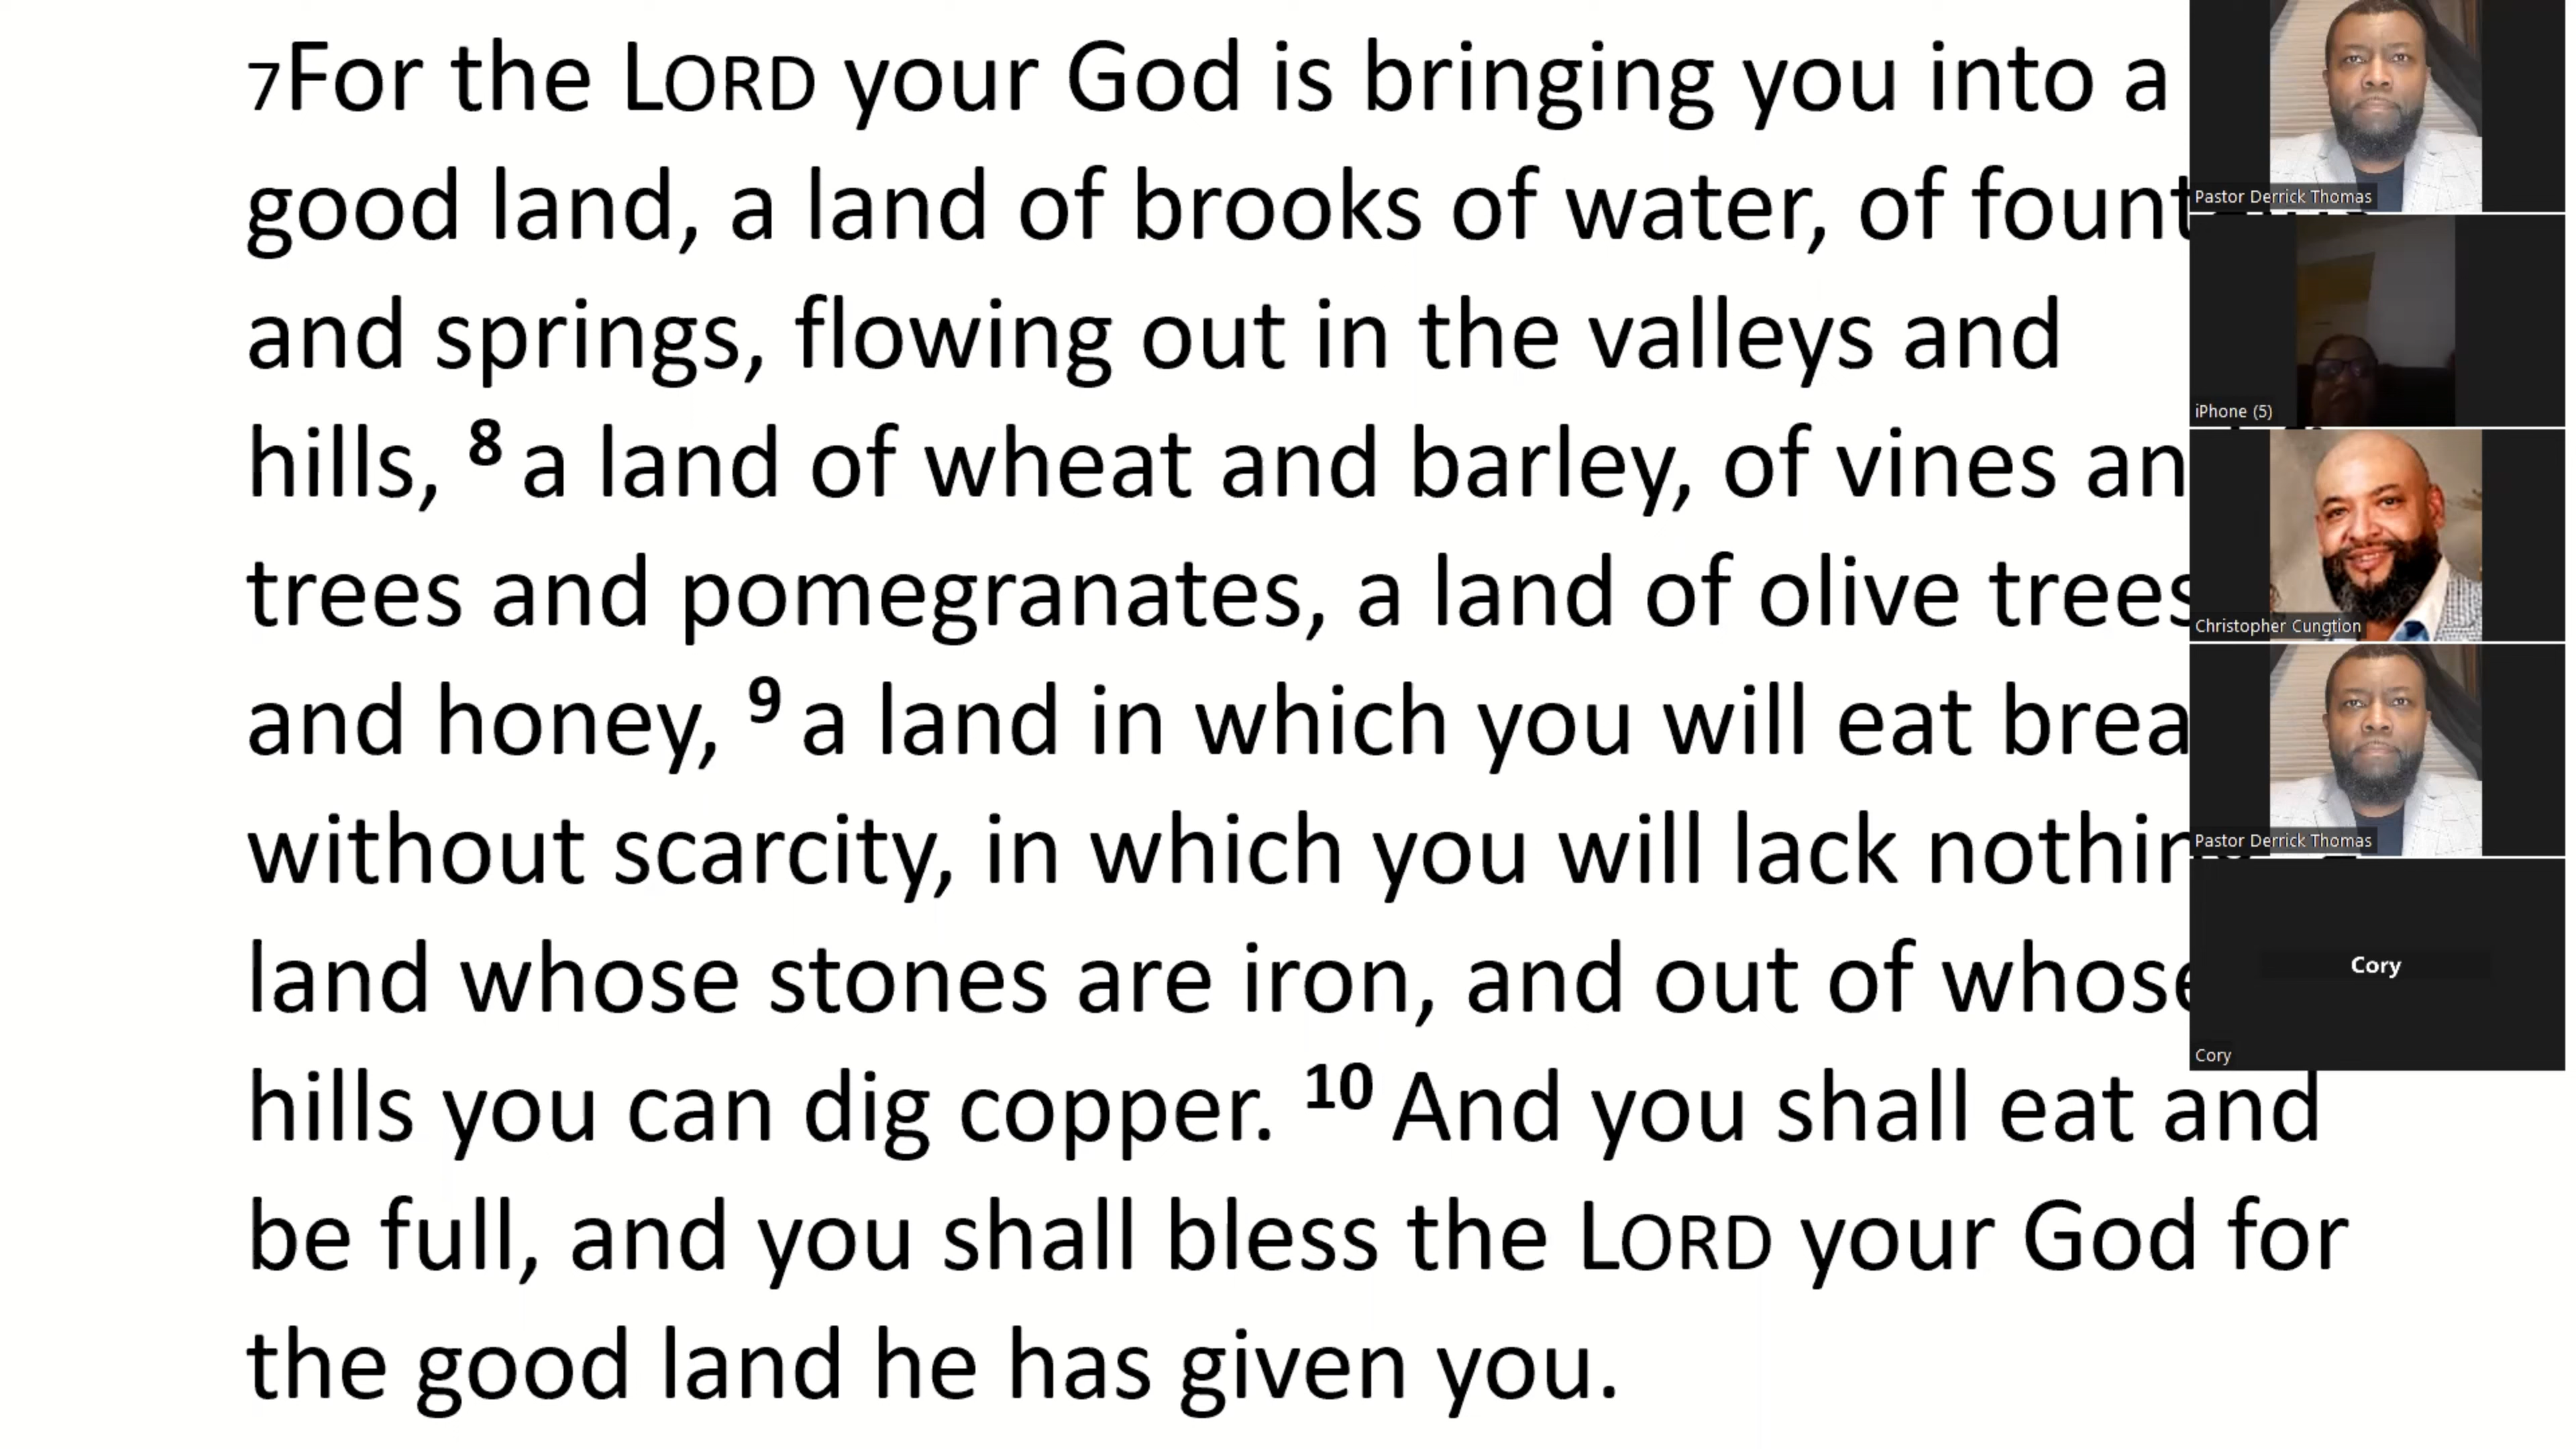 7For the LORD your God is bringing you into a
good land, a land of brooks of water, of
and springs, flowing out in the valleys and
hills, 8 a land of wheat and barley, of vines
trees and pomegranates, a land of olive trees
and honey, 9 a land in which you will eat
without scarcity, in which you will lack
land whose stones are iron, and out of whose
hills you can dig copper. 10 And you shall eat and
be full, and you shall bless the LORD your God for
the good land he has given you.
Pastor Derrick Thomas
iPhone (5)
Christopher Cungtion
Pastor Derrick Thomas
Cory
Cory